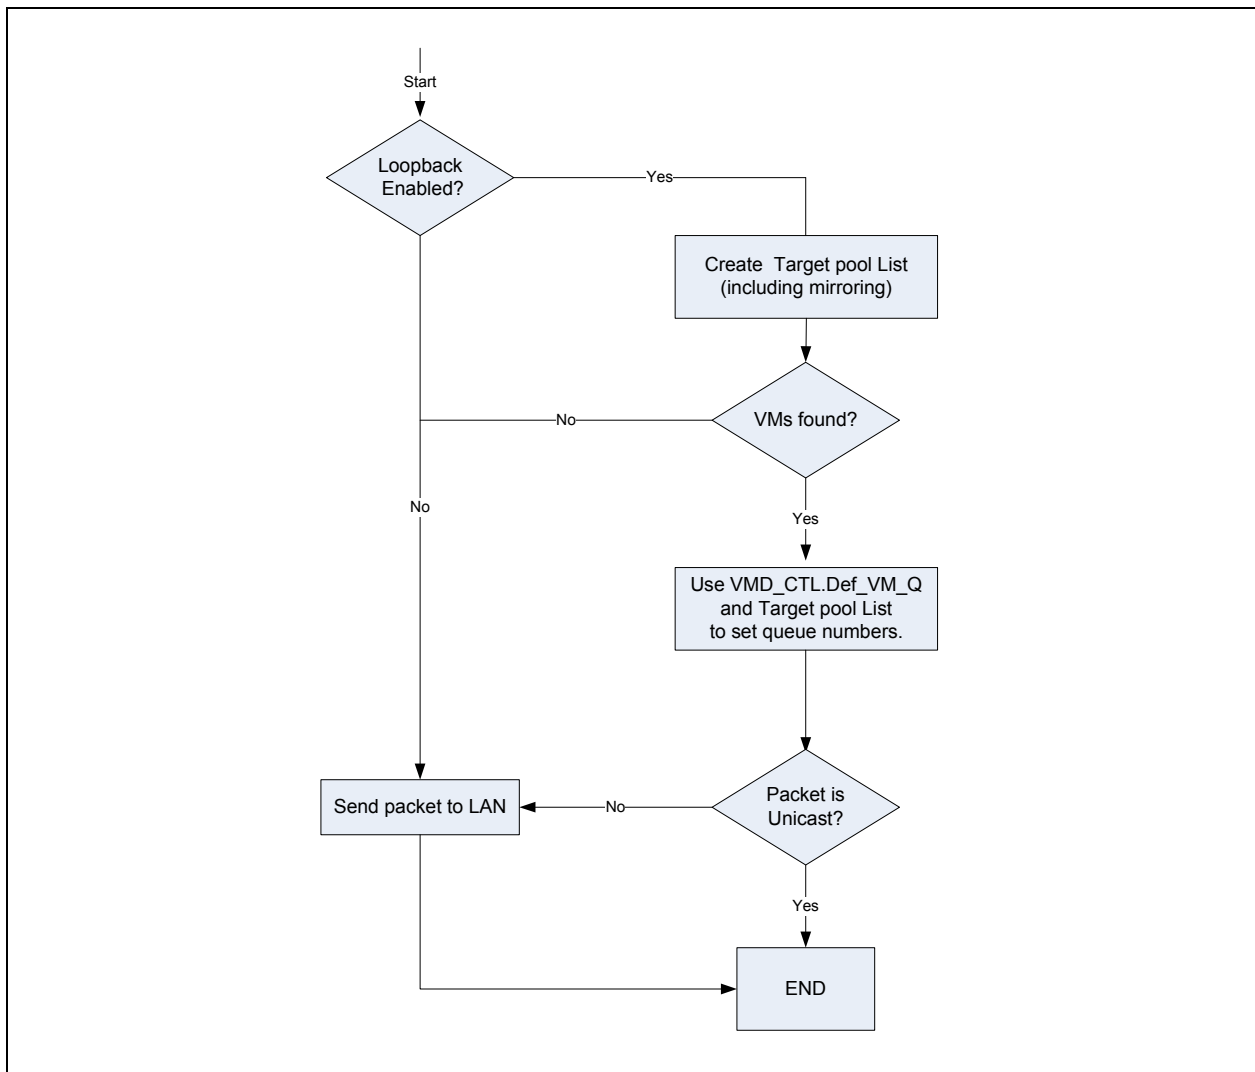 Start
Loopback
Enabled?
Yes
Create Target pool List
(including mirroring)
VMs found?
No
No
Yes
Use VMD_CTL.Def_VM_Q
and Target pool List
to set queue numbers.
Packet is
Unicast?
No
Send packet to LAN
Yes
END